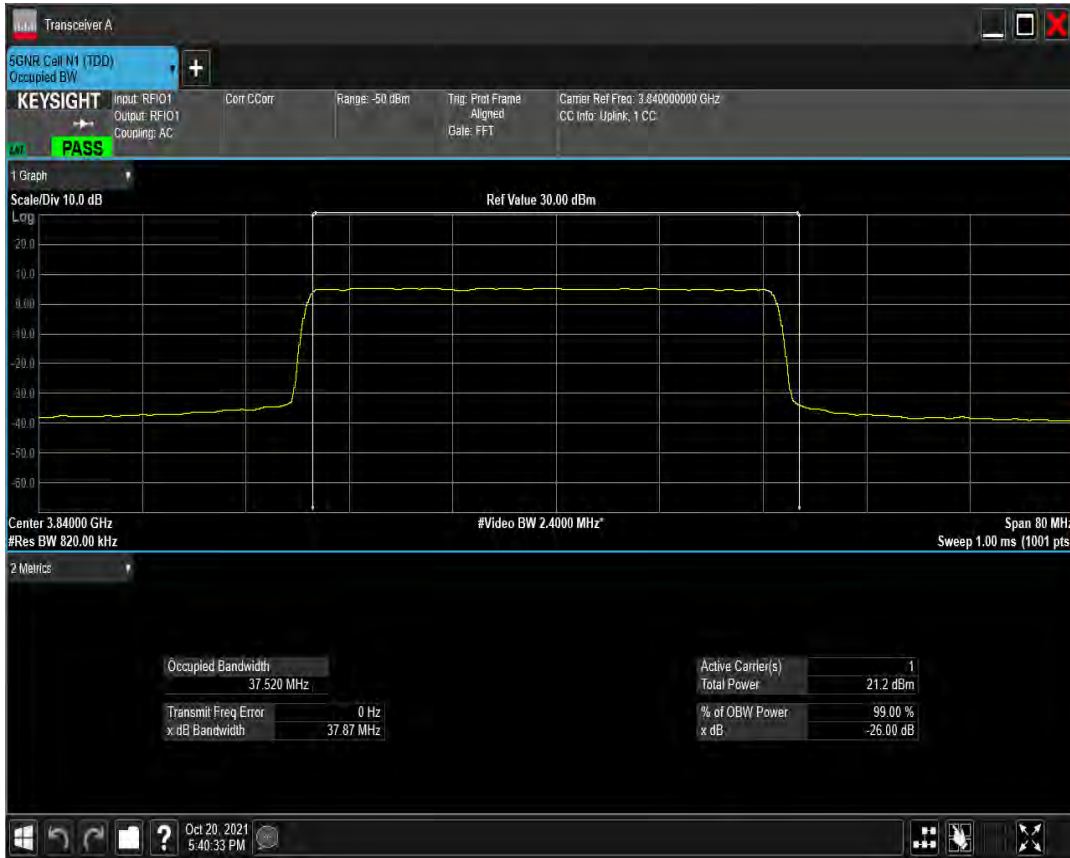 Transceiver A
5GNR Cell N1 (TDD)
Occupied BW
+
KEYSIGHT
Input: RFIO1
Output: RFIO1
Coupling: AC
Corr CCorr
Range: -50 dBm
Trig: Prot Frame
Aligned
Gate: FFT
Carrier Ref Freq: 3.840000000 GHz
CC Info: Uplink, 1 CC
PASS
1 Graph
Scale/Div 10.0 dB
Ref Value 30.00 dBm
Log
20.0
10.0
0.00
-10.0
-20.0
-30.0
-40.0
-50.0
-60.0
Center 3.84000 GHz
#Video BW 2.4000 MHz*
Span 80 MHz
#Res BW 820.00 kHz
Sweep 1.00 ms (1001 pts
2 Metrics
Occupied Bandwidth
37.520 MHz
Transmit Freq Error 0 Hz
x dB Bandwidth 37.87 MHz
Active Carrier(s) 1
Total Power 21.2 dBm
% of OBW Power 99.00 %
x dB -26.00 dB
?
Oct 20, 2021
5:40:33 PM